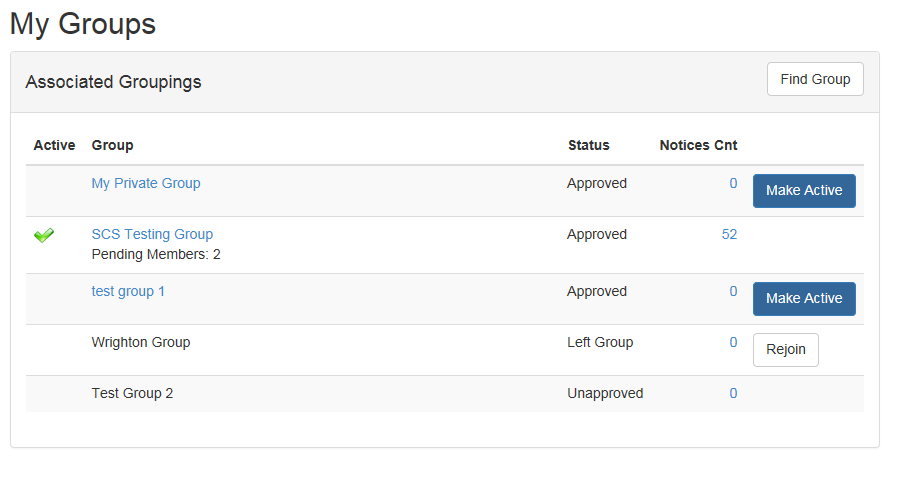 My Groups
Associated Groupings Find Group
Active Group Status Notices Cnt
My Private Group Approved 0 Make Active
SCS Testing Group Approved 52
Pending Members: 2
test group 1 Approved 0 Make Active
Wrighton Group Left Group 0 Rejoin
Test Group 2 Unapproved 0